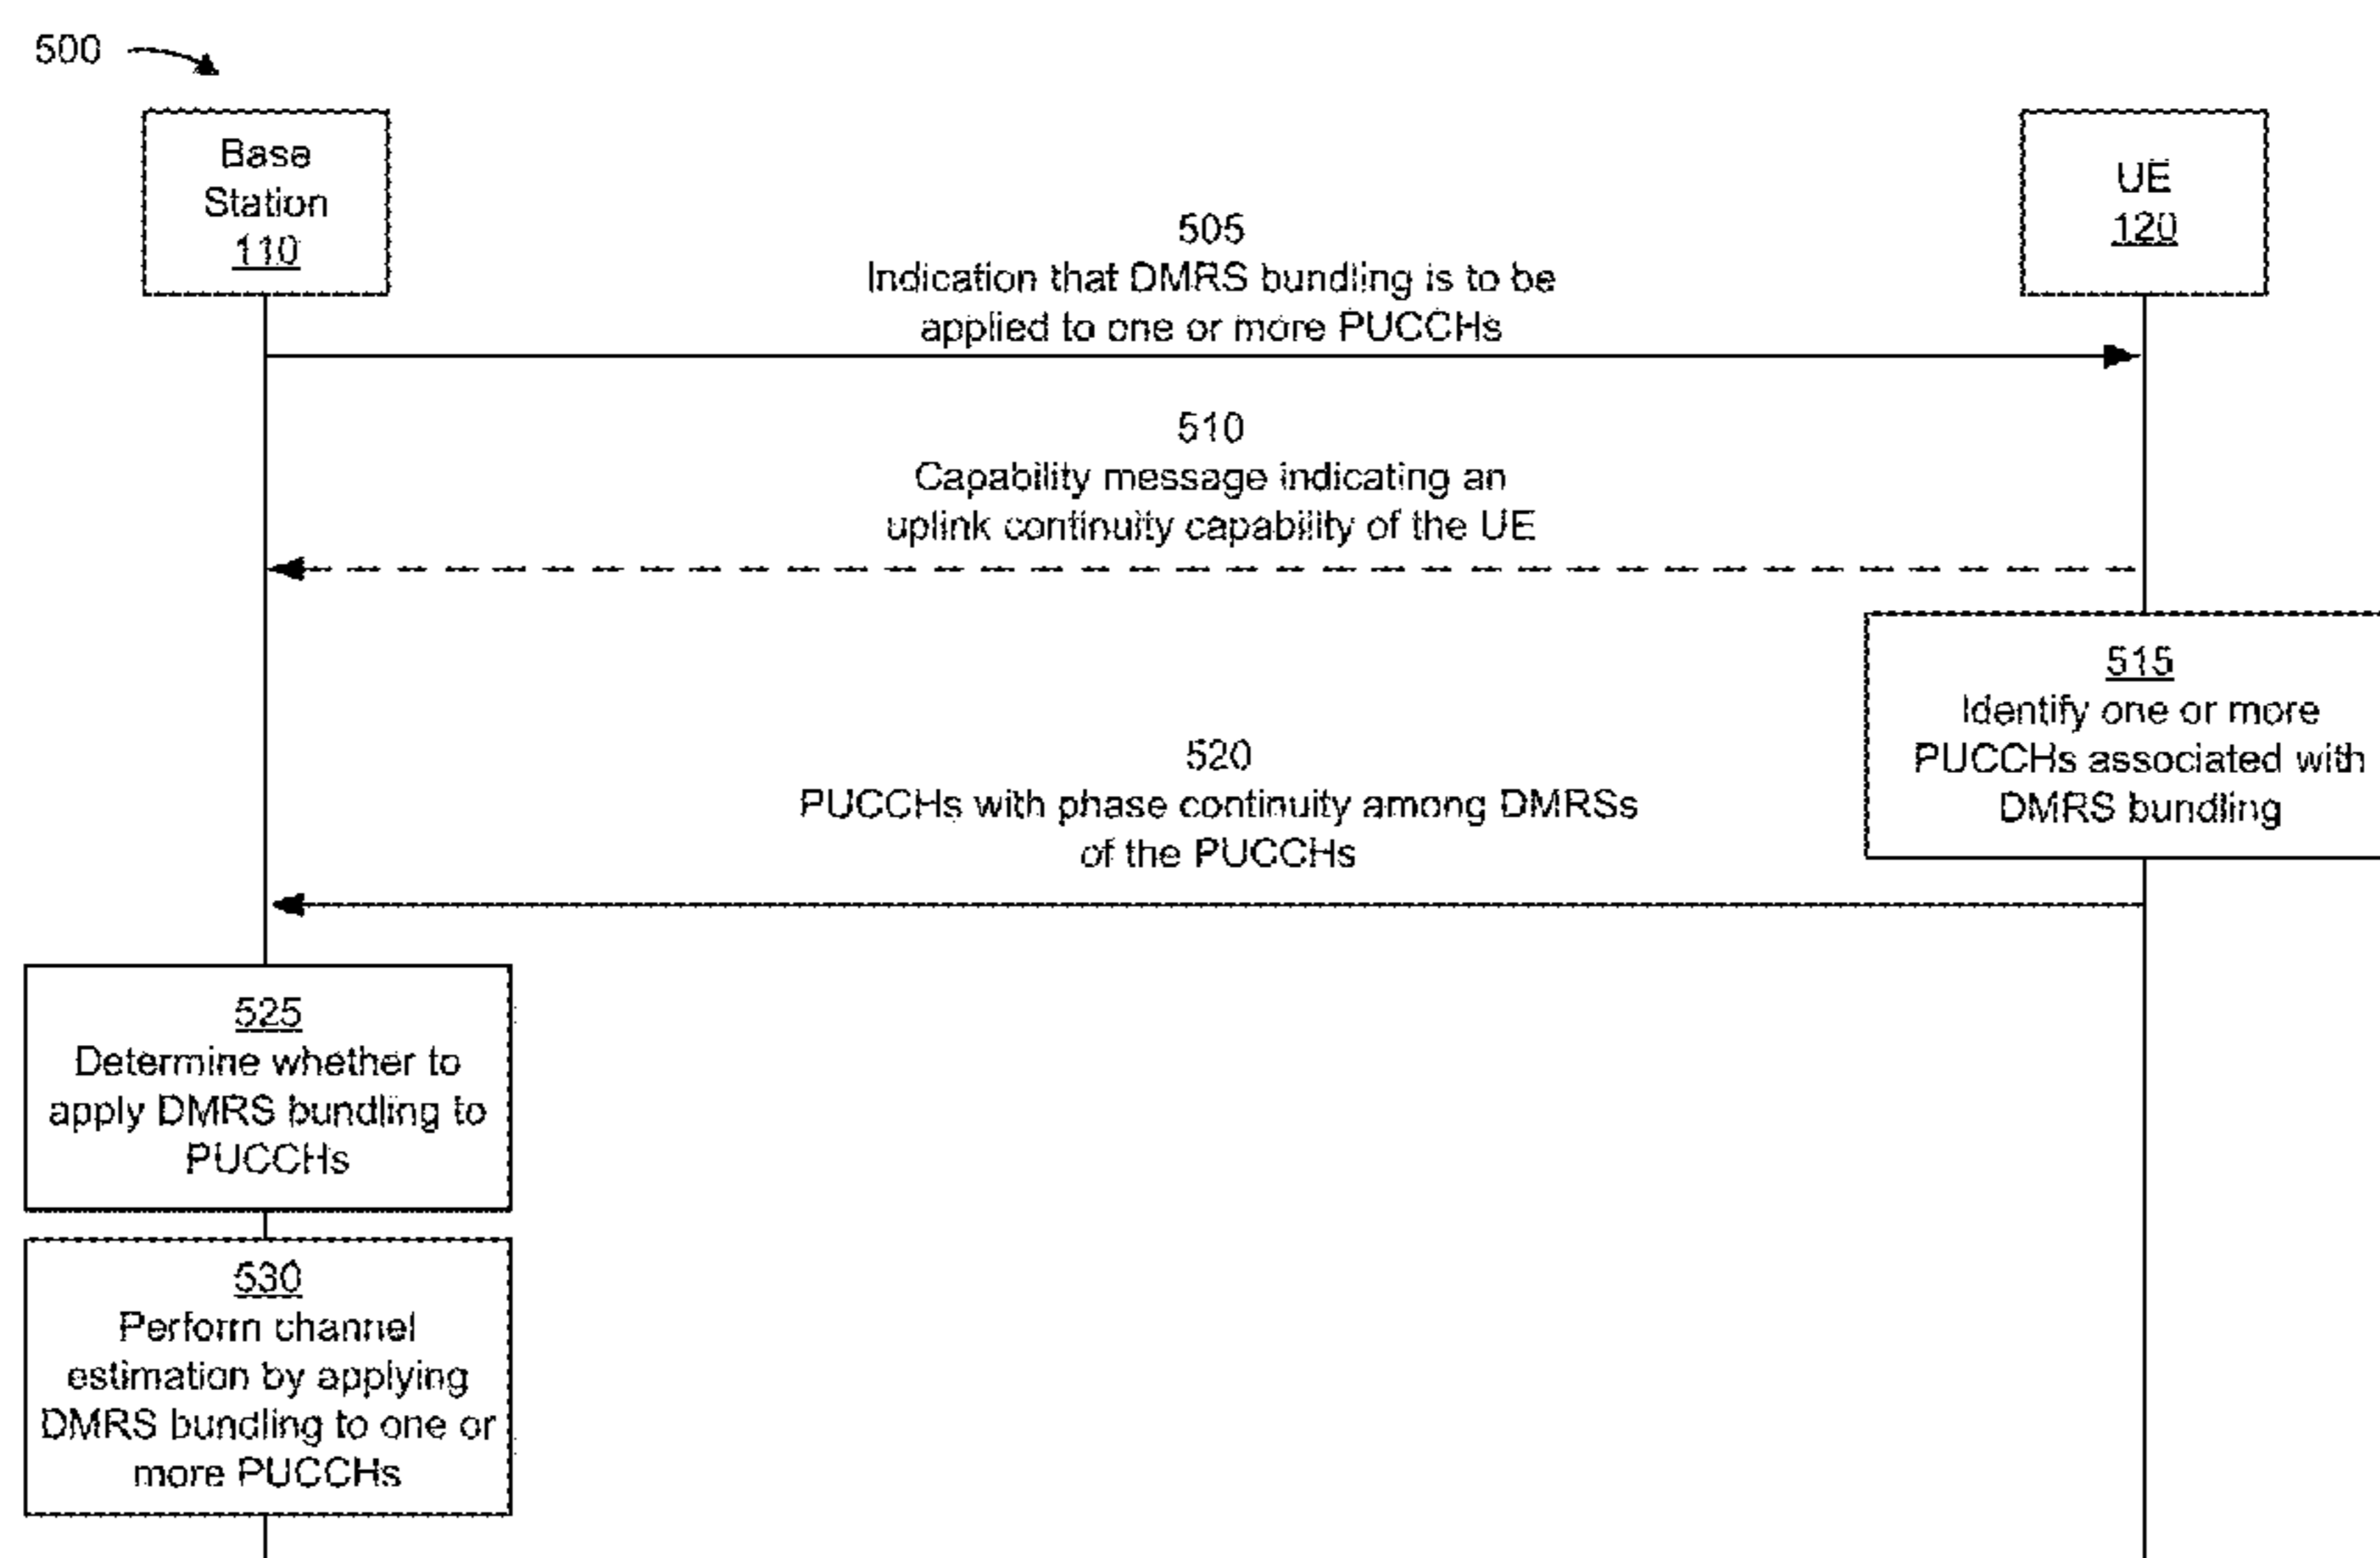 500
Base
Station
110
UE
120
505
Indication that DMRS bundling is to be
applied to one or more PUCCHs
510
Capability message indicating an
uplink continuity capability of the UE
515
Identify one or more
PUCCHs associated with
DMRS bundling
520
PUCCHs with phase continuity among DMRSs
of the PUCCHs
525
Determine whether to
apply DMRS bundling to
PUCCHs
530
Perform channel
estimation by applying
DMRS bundling to one or
more PUCCHs